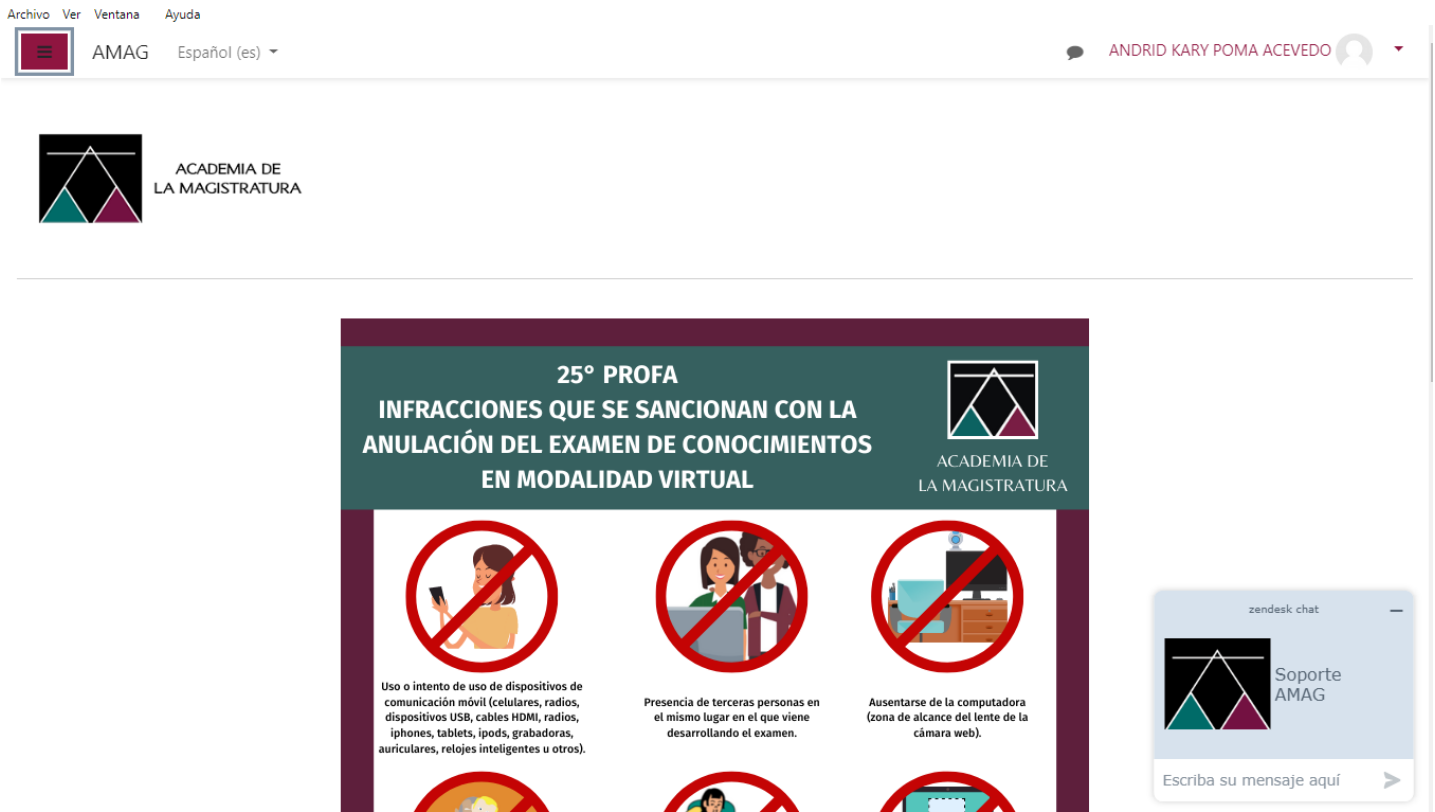 Archivo Ver Ventana Ayuda
AMAG Español (es)
ANDRID KARY POMA ACEVEDO
ACADEMIA DE
LA MAGISTRATURA
25° PROFA
INFRACCIONES QUE SE SANCIONAN CON LA
ANULACIÓN DEL EXAMEN DE CONOCIMIENTOS
EN MODALIDAD VIRTUAL
ACADEMIA DE
LA MAGISTRATURA
Uso o intento de uso de dispositivos de
comunicación móvil (celulares, radios,
dispositivos USB, cables HDMI, radios,
iphones, tablets, ipods, grabadoras,
auriculares, relojes inteligentes u otros).
Presencia de terceras personas en
el mismo lugar en el que viene
desarrollando el examen.
Ausentarse de la computadora
(zona de alcance del lente de la
cámara web).
zendesk chat
Soporte
AMAG
Escriba su mensaje aquí